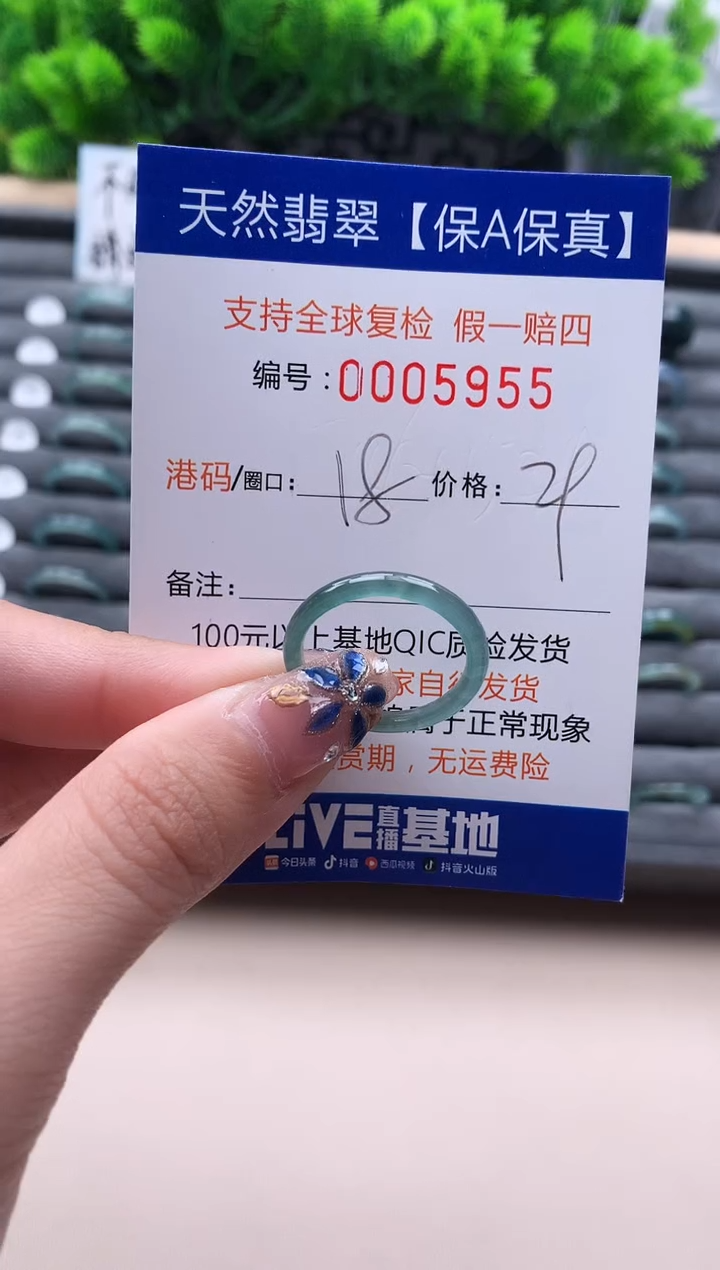 天然翡翠【保A保真】
支持全球复检 假一赔四
编号:0005955
港码/圈口: 18 价格:
备注:
100元以上基地QIC质检发货
家自行发货
属于正常现象
赏期,无运费险
LIVE直播基地
今日头条 抖音 西瓜视频 抖音火山版